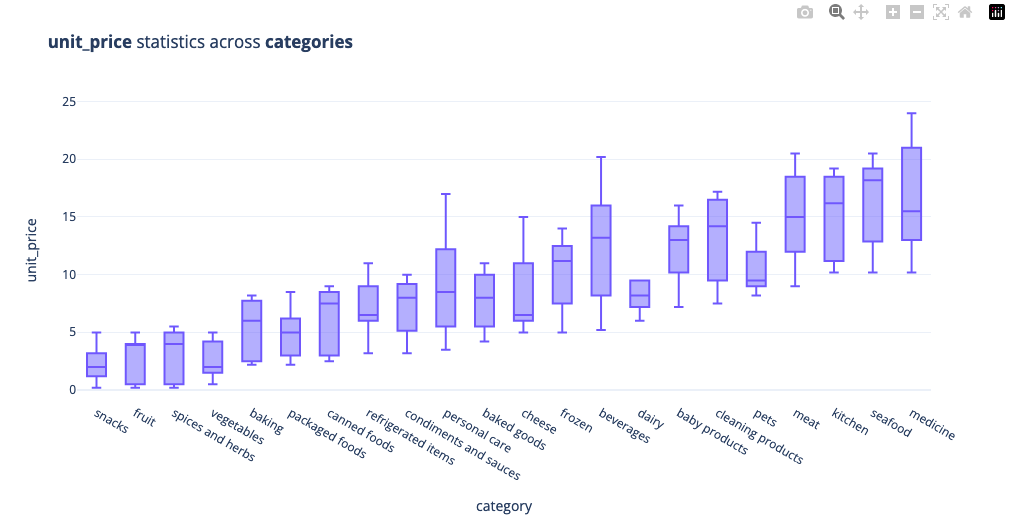 unit_price statistics across categories
25
20
15
10
5
0
unit_price
snacks
fruit
spices and herbs
vegetables
baking
packaged foods
canned foods
refrigerated items
condiments and sauces
personal care
baked goods
cheese
frozen
beverages
dairy
baby products
cleaning products
pets
meat
kitchen
seafood
medicine
category